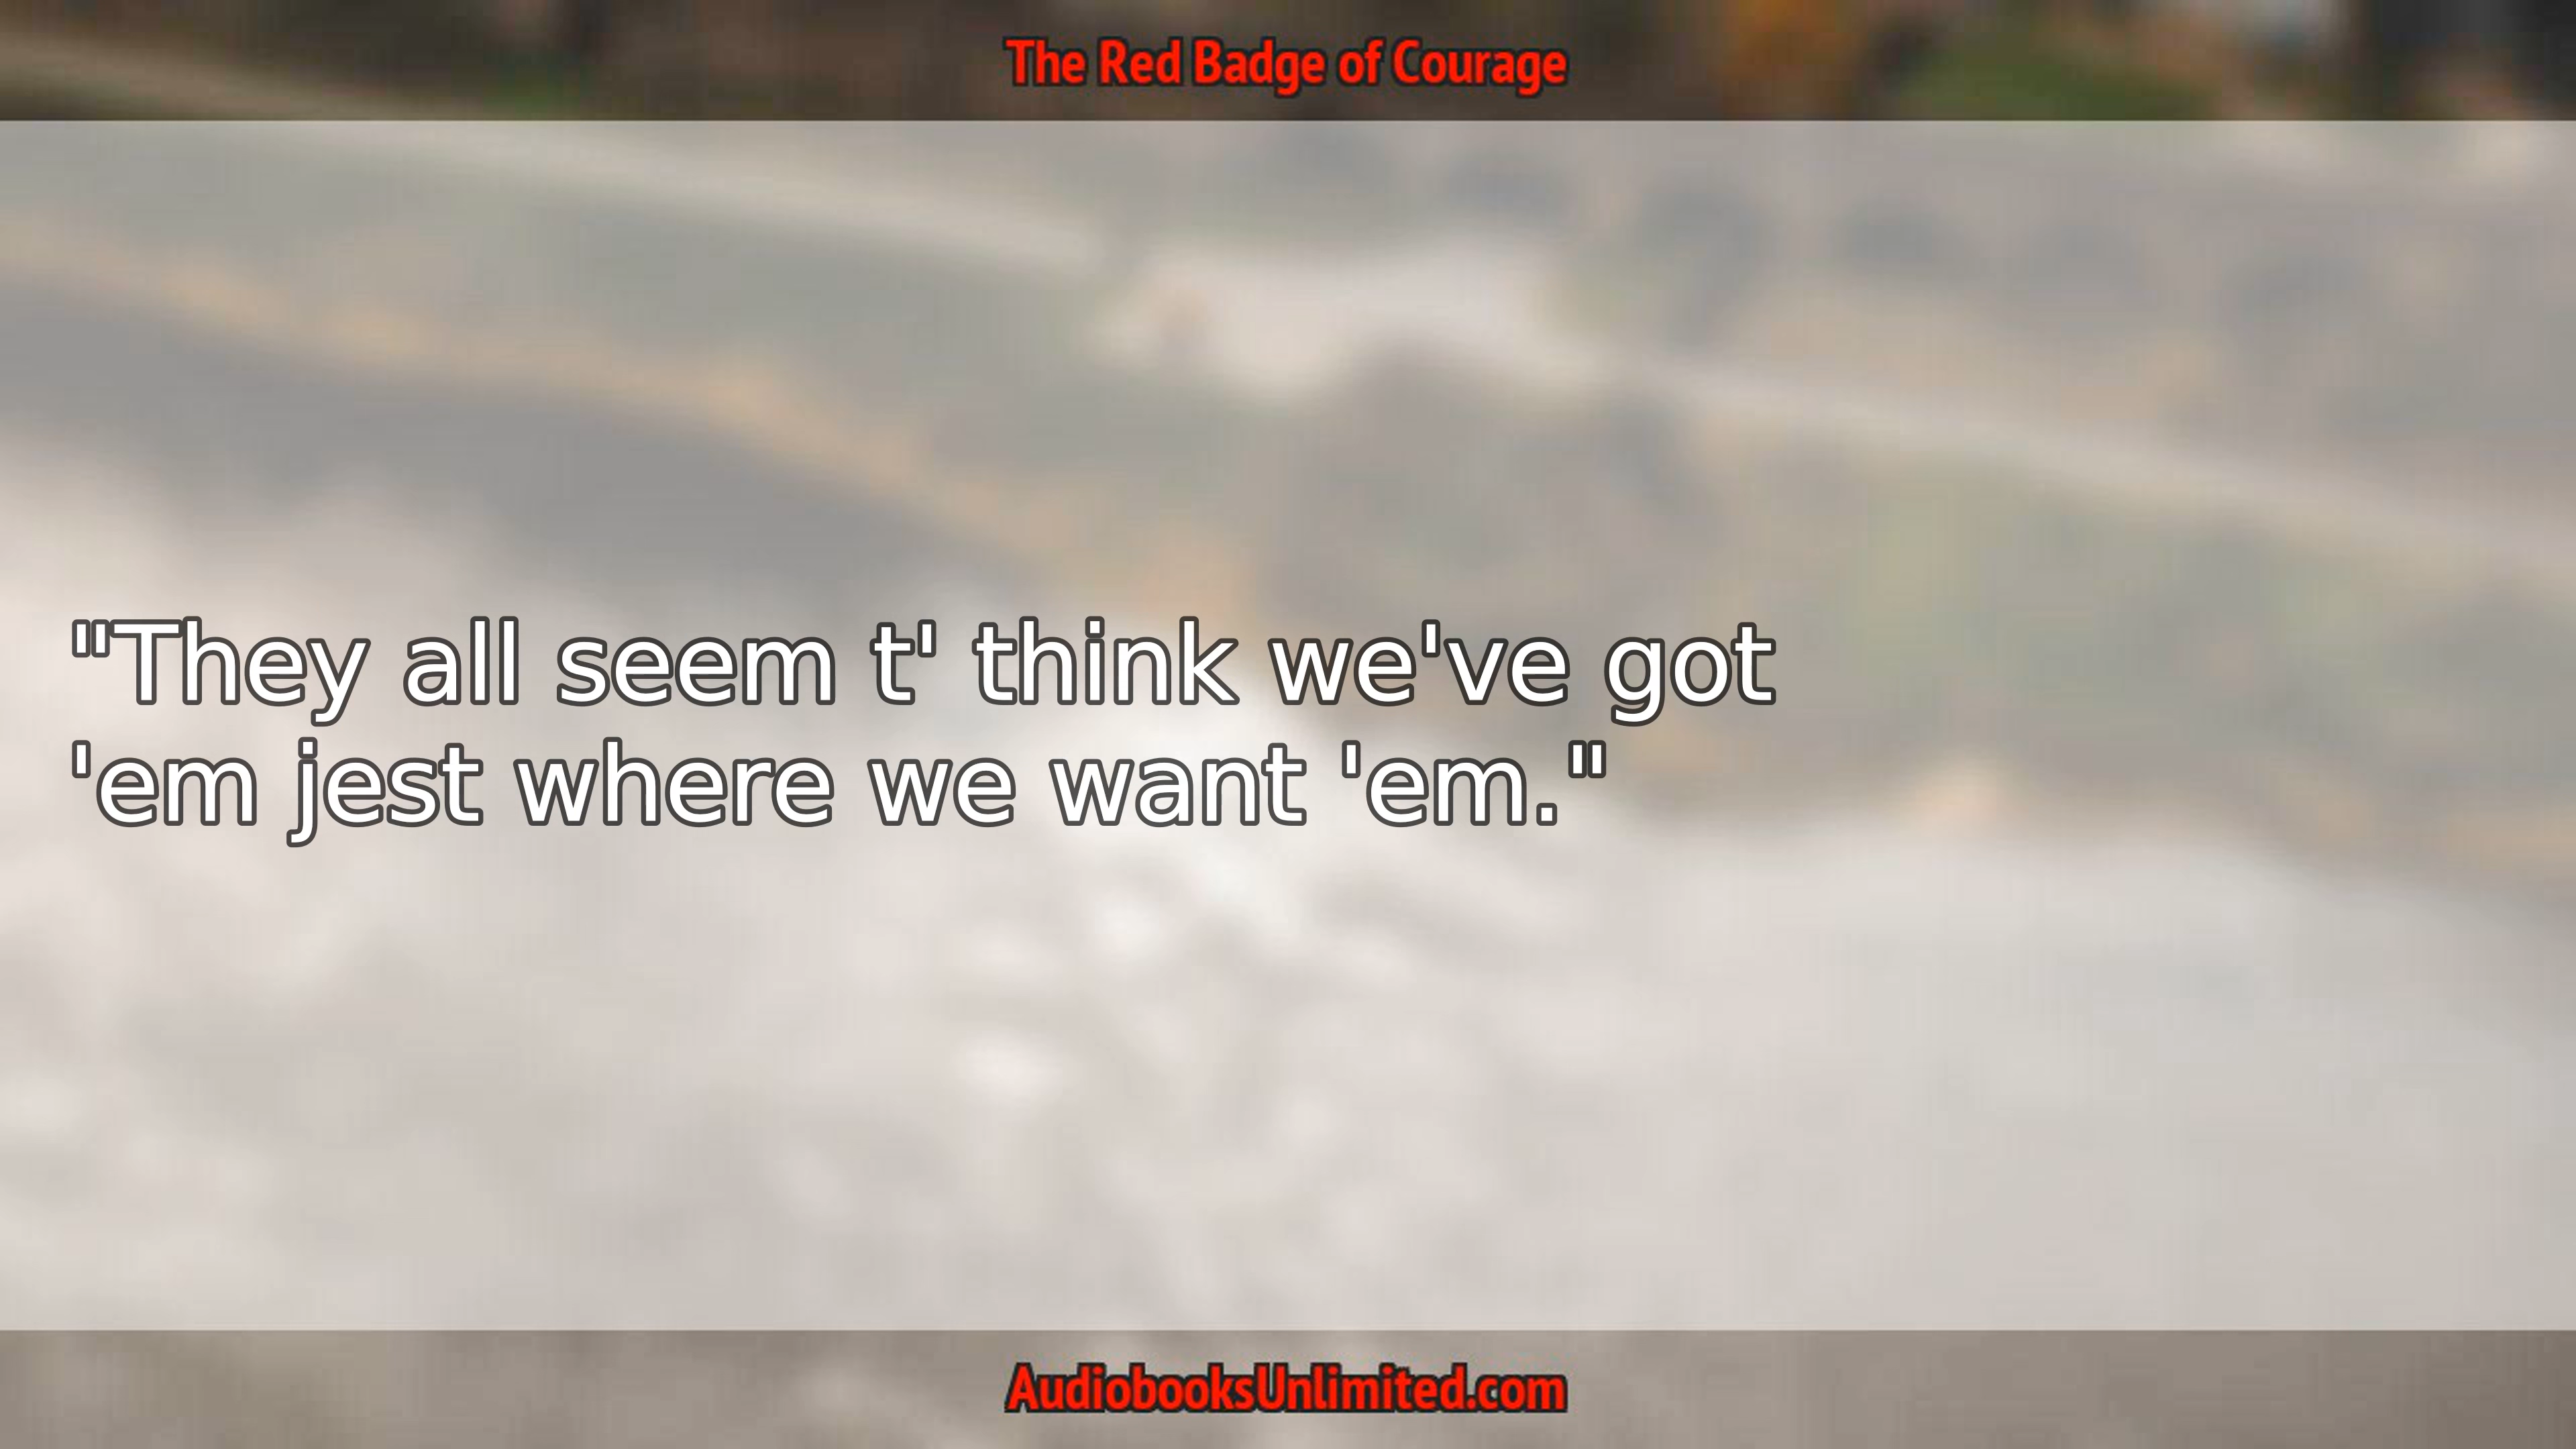 The Red Badge of Courage
"They all seem t' think we've got
'em jest where we want 'em."
AudiobooksUnlimited.com